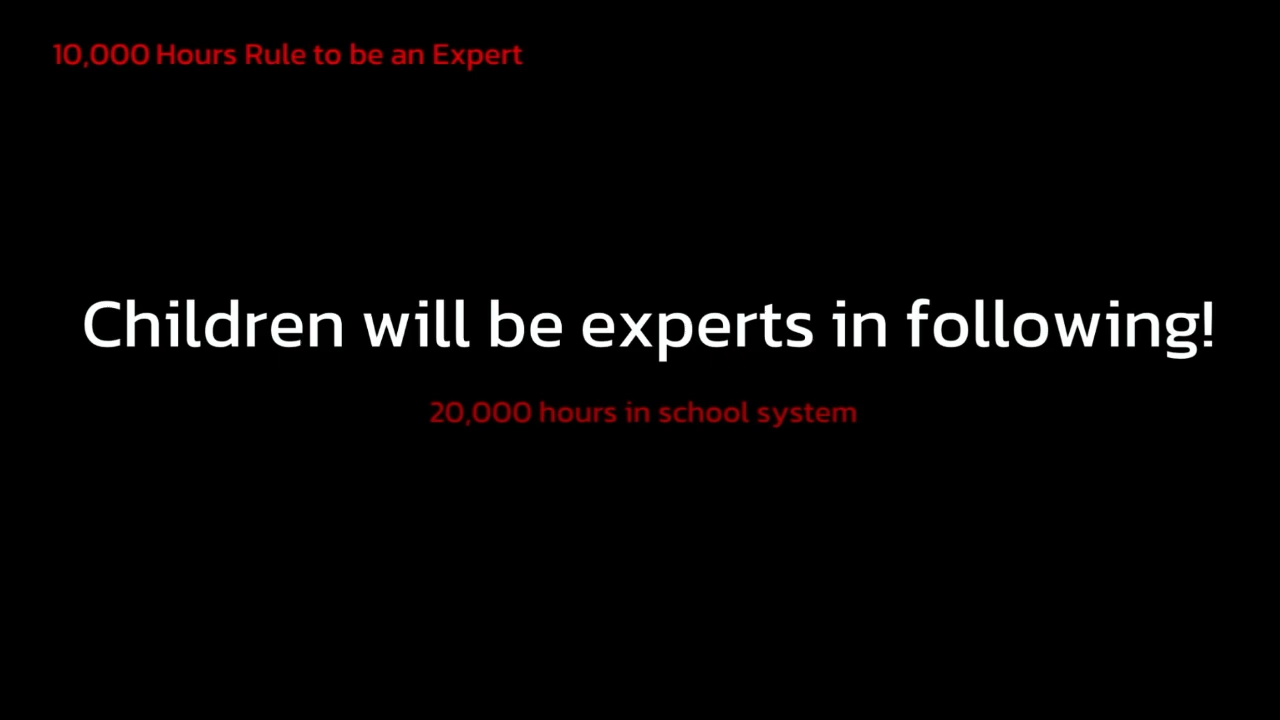 10,000 Hours Rule to be an Expert
Children will be experts in following!
20,000 hours in school system